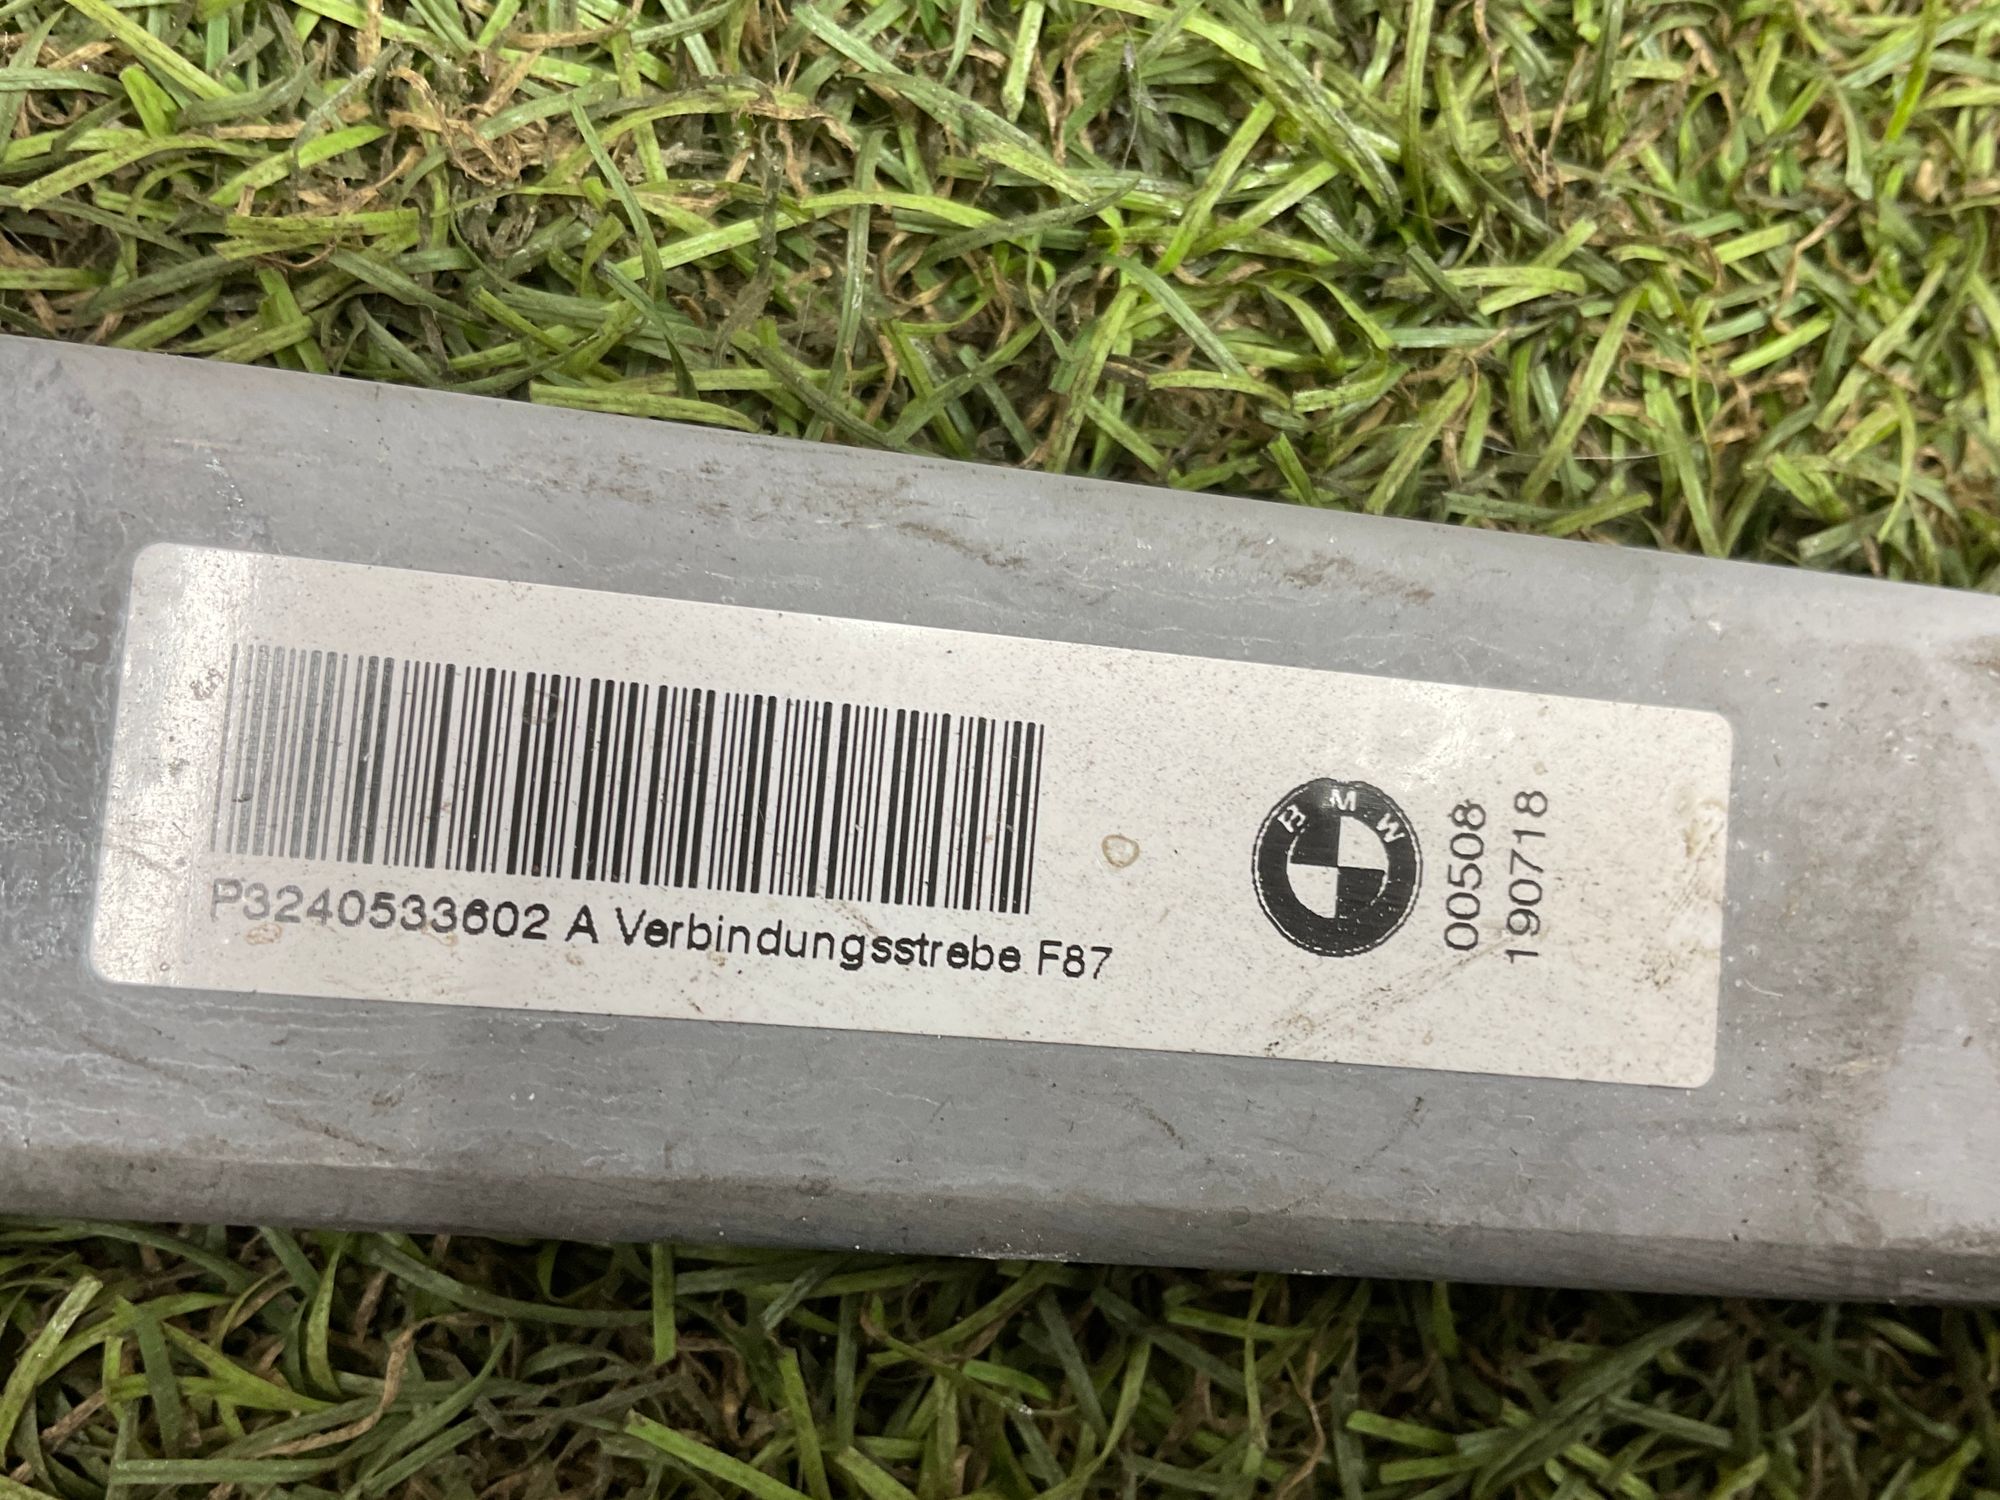 P3240533602 A Verbindungsstrebe F87
BMW
00508
190718